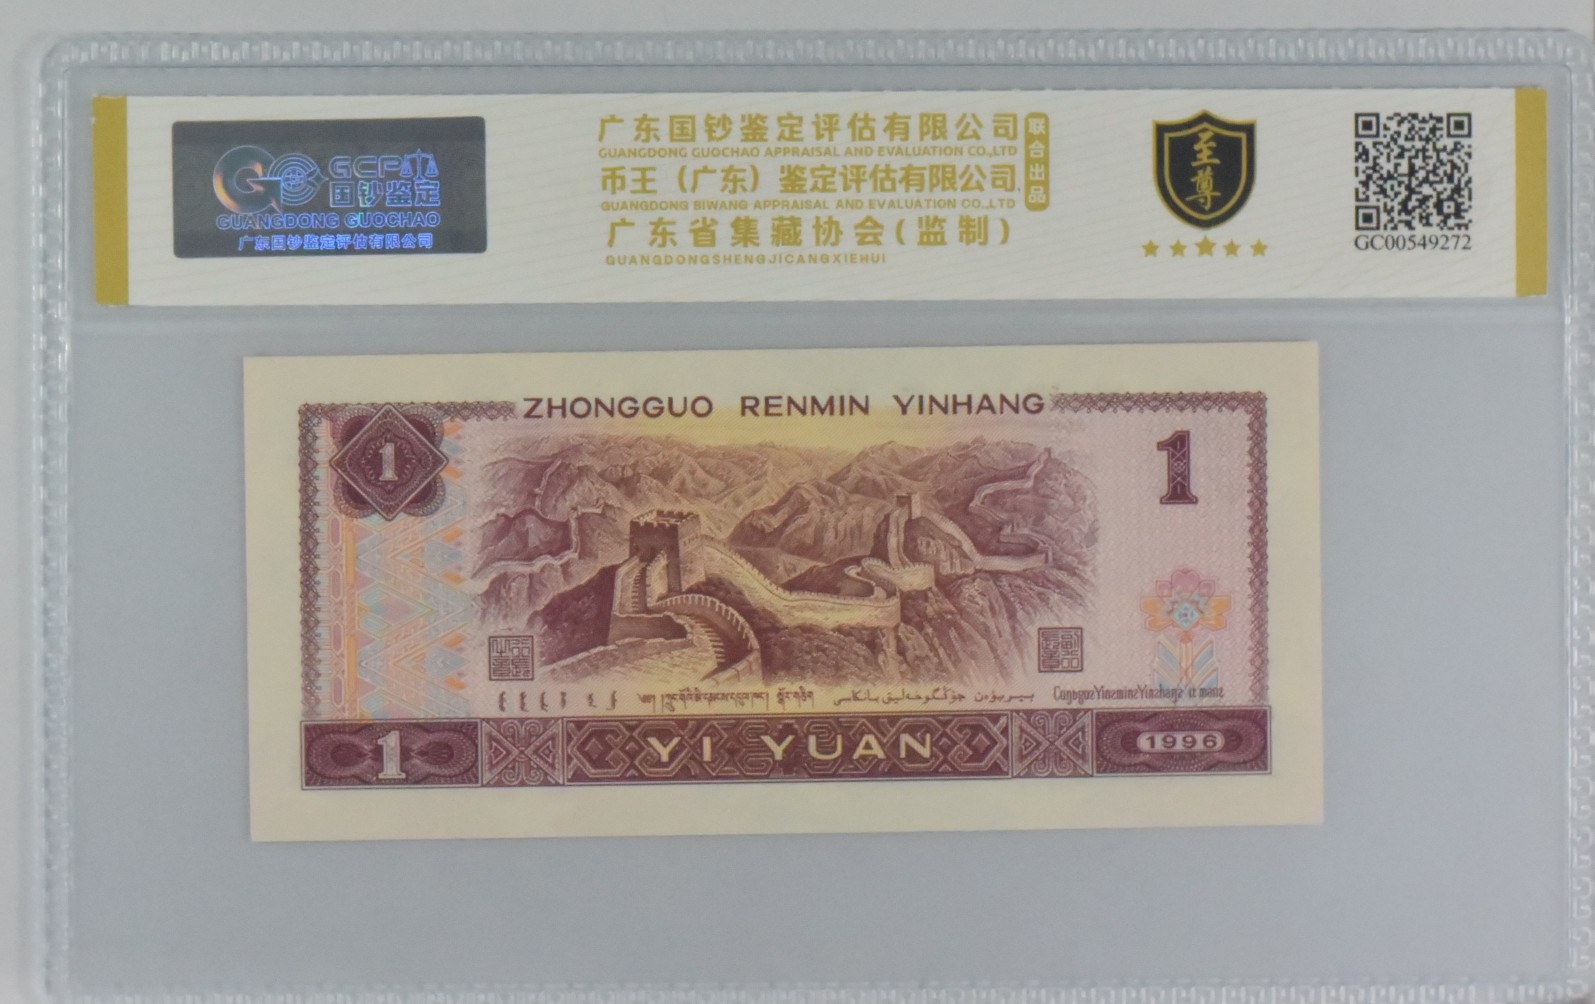 GCP
国钞鉴定
GUANGDONG GUOCHAO
广东国钞鉴定评估有限公司
广东国钞鉴定评估有限公司
GUANGDONG GUOCHAO APPRAISAL AND EVALUATION CO.,LTD
币王（广东）鉴定评估有限公司
GUANGDONG BIWANG APPRAISAL AND EVALUATION CO.,LTD
联合出品
广东省集藏协会(监制)
GUANGDONGSHENGJICANGXIEHUI
至尊
GC00549272
ZHONGGUO RENMIN YINHANG
1
1
1
YI YUAN
1996